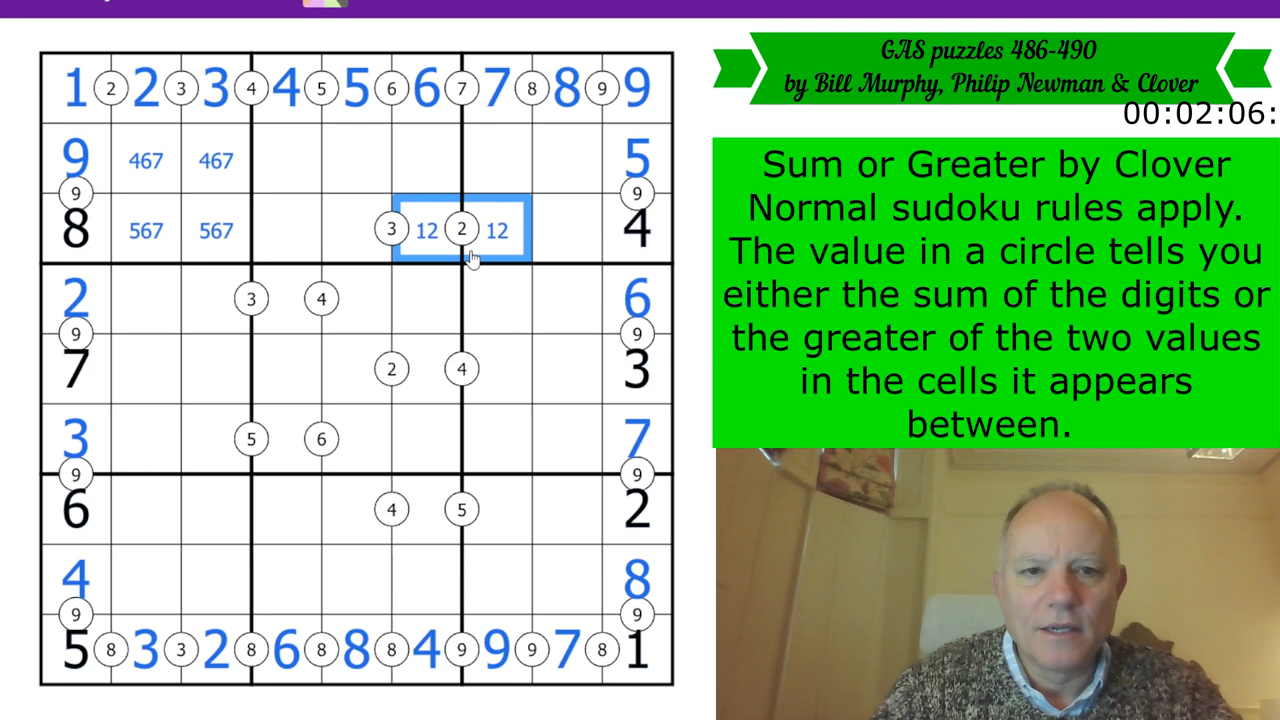 GAS puzzles 486-490
by Bill Murphy, Philip Newman & Clover
00:02:06:
Sum or Greater by Clover
Normal sudoku rules apply.
The value in a circle tells you
either the sum of the digits or
the greater of the two values
in the cells it appears
between.
1 2 2 3 3 4 4 5 5 6 6 7 7 8 8 9 9
9 467 467 5
9 9
8 567 567 3 12 2 12 4
2 3 4 6
9 9
7 2 4 3
3 5 6 7
9 9
6 4 5 2
4 8
9 9
5 8 3 3 2 8 6 8 8 8 4 9 9 9 7 8 1